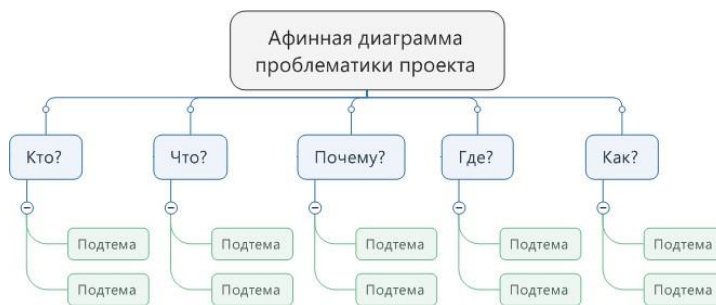 Афинная диаграмма
проблематики проекта
Кто?
Что?
Почему?
Где?
Как?
Подтема
Подтема
Подтема
Подтема
Подтема
Подтема
Подтема
Подтема
Подтема
Подтема